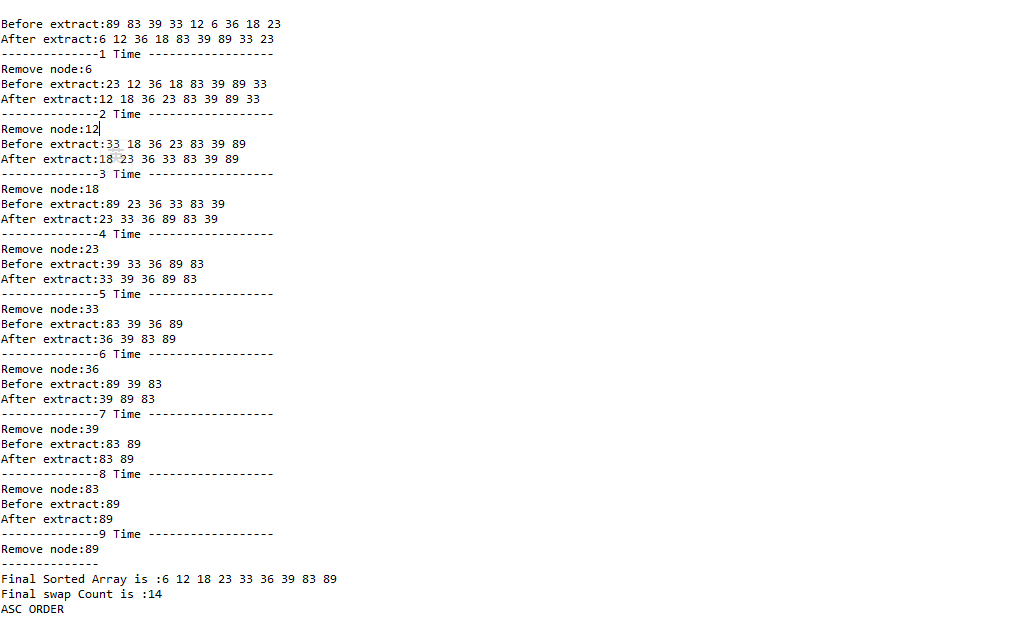 Before extract:89 83 39 33 12 6 36 18 23
After extract:6 12 36 18 83 39 89 33 23
--------------1 Time ------------------
Remove node:6
Before extract:23 12 36 18 83 39 89 33
After extract:12 18 36 23 83 39 89 33
--------------2 Time ------------------
Remove node:12
Before extract:33 18 36 23 83 39 89
After extract:18 23 36 33 83 39 89
--------------3 Time ------------------
Remove node:18
Before extract:89 23 36 33 83 39
After extract:23 33 36 89 83 39
--------------4 Time ------------------
Remove node:23
Before extract:39 33 36 89 83
After extract:33 39 36 89 83
--------------5 Time ------------------
Remove node:33
Before extract:83 39 36 89
After extract:36 39 83 89
--------------6 Time ------------------
Remove node:36
Before extract:89 39 83
After extract:39 89 83
--------------7 Time ------------------
Remove node:39
Before extract:83 89
After extract:83 89
--------------8 Time ------------------
Remove node:83
Before extract:89
After extract:89
--------------9 Time ------------------
Remove node:89
--------------
Final Sorted Array is :6 12 18 23 33 36 39 83 89
Final swap Count is :14
ASC ORDER